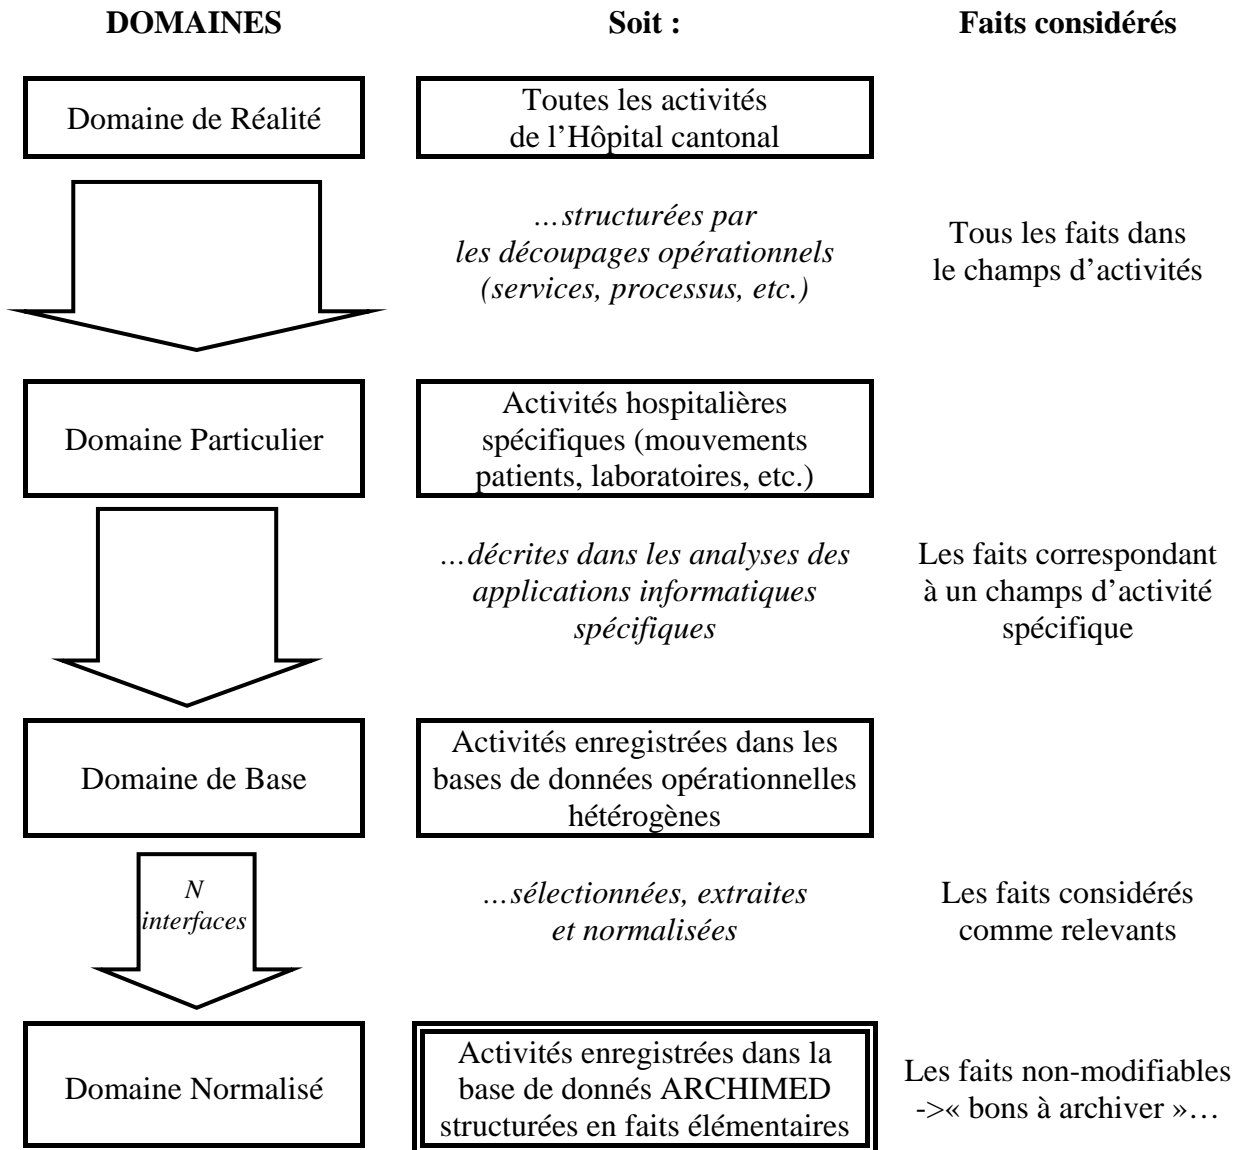 DOMAINES
Soit :
Faits considérés
Domaine de Réalité
Toutes les activités
de l’Hôpital cantonal
…structurées par
les découpages opérationnels
(services, processus, etc.)
Tous les faits dans
le champs d’activités
Domaine Particulier
Activités hospitalières
spécifiques (mouvements
patients, laboratoires, etc.)
…décrites dans les analyses des
applications informatiques
spécifiques
Les faits correspondant
à un champs d’activité
spécifique
Domaine de Base
Activités enregistrées dans les
bases de données opérationnelles
hétérogènes
N
interfaces
…sélectionnées, extraites
et normalisées
Les faits considérés
comme relevants
Domaine Normalisé
Activités enregistrées dans la
base de donnés ARCHIMED
structurées en faits élémentaires
Les faits non-modifiables
->« bons à archiver »…